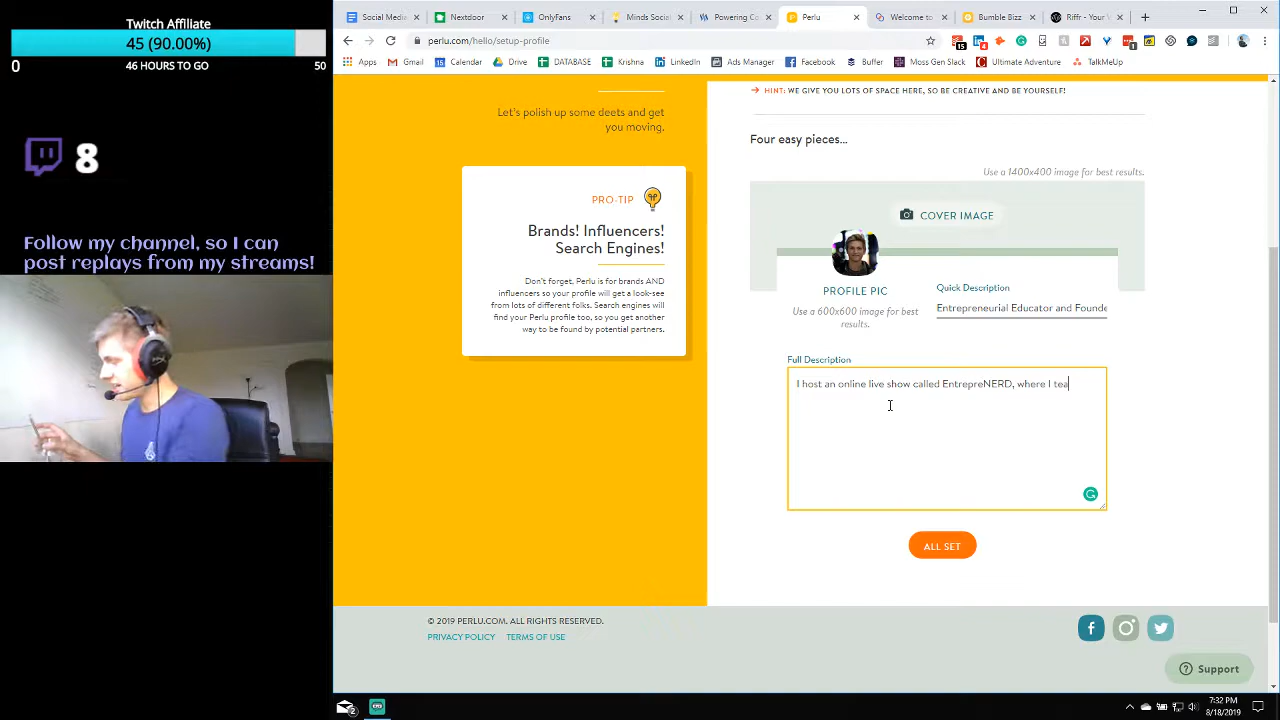 Twitch Affiliate
45 (90.00%)
0 46 HOURS TO GO 50
8
Follow my channel, so I can
post replays from my streams!
Social Media Nextdoor OnlyFans Minds Social Powering C Perlu Welcome to Bumble Bizz Riffr - Your V
perlu.com/hello/setup-profile
Apps Gmail Calendar Drive DATABASE Krishna LinkedIn Ad Manager Facebook Buffer Moss Gen Slack Ultimate Adventure TalkMeUp
Let's polish up some deets and get
you moving.
PRO-TIP
Brands! Influencers!
Search Engines!
Don't forget, Perlu is for brands AND
influencers so your profile will get a look-see
from lots of different folks. Search engines will
find your Perlu profile too, so you get another
way to be found by potential partners.
HINT: WE GIVE YOU LOTS OF SPACE HERE, SO BE CREATIVE AND BE YOURSELF!
Four easy pieces...
Use a 1400x400 image for best results.
COVER IMAGE
PROFILE PIC
Use a 600x600 image for best
results.
Quick Description
Entrepreneurial Educator and Founde
Full Description
I host an online live show called EntrepreNERD, where I tea
ALL SET
© 2019 PERLU.COM. ALL RIGHTS RESERVED.
PRIVACY POLICY TERMS OF USE
Support
7:32 PM
8/18/2019